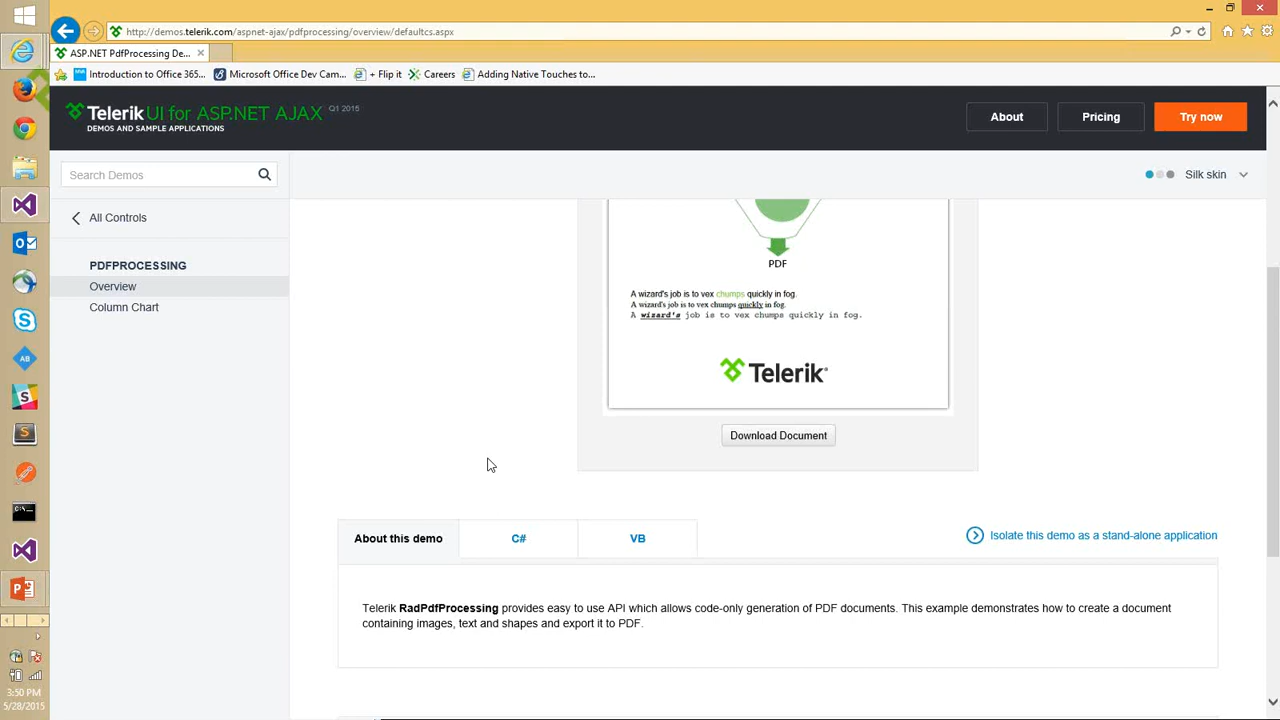 http://demos.telerik.com/aspnet-ajax/pdfprocessing/overview/defaultcs.aspx
ASP.NET PdfProcessing De...
Introduction to Office 365... Microsoft Office Dev Cam... + Flip it Careers Adding Native Touches to...
Telerik UI for ASP.NET AJAX Q1 2015
DEMOS AND SAMPLE APPLICATIONS
About Pricing Try now
Search Demos
Silk skin
All Controls
PDFPROCESSING
Overview
Column Chart
PDF
A wizard's job is to vex chumps quickly in fog.
A wizard's job is to vex chumps quickly in fog.
A wizard's job is to vex chumps quickly in fog.
Telerik
Download Document
About this demo C# VB
Isolate this demo as a stand-alone application
Telerik RadPdfProcessing provides easy to use API which allows code-only generation of PDF documents. This example demonstrates how to create a document
containing images, text and shapes and export it to PDF.
AB
3:50 PM
5/28/2015